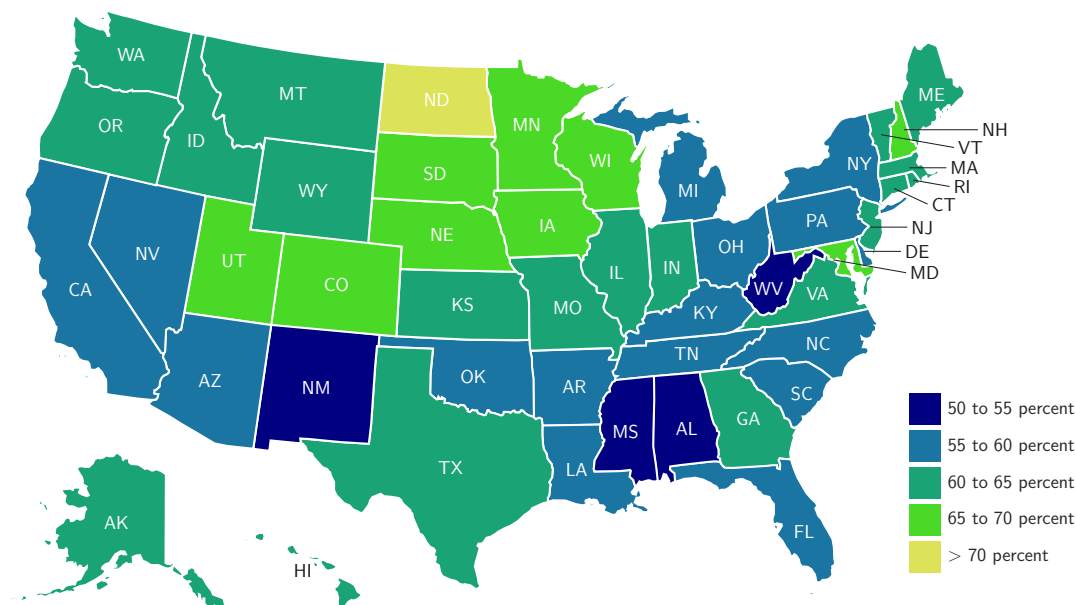 WA
MT
ND
MN
ME
OR
ID
WI
NH
VT
NY
MA
WY
SD
MI
RI
CT
NE
IA
PA
NJ
NV
UT
OH
DE
CO
IL
IN
MD
CA
KS
MO
WV
VA
KY
NC
TN
AZ
NM
OK
AR
SC
MS
AL
GA
TX
LA
FL
AK
HI
50 to 55 percent
55 to 60 percent
60 to 65 percent
65 to 70 percent
> 70 percent